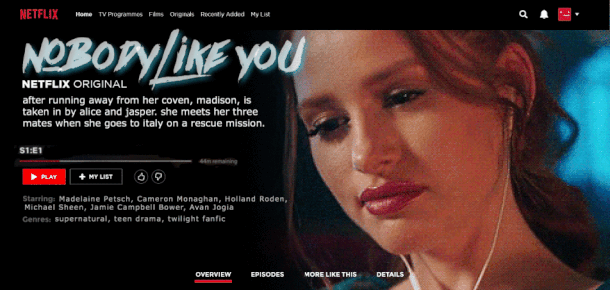 NETFLIX Home TV Programmes Films Originals Recently Added My List
NOBODY LIKE YOU
NETFLIX ORIGINAL
after running away from her coven, madison, is
taken in by alice and jasper. she meets her three
mates when she goes to italy on a rescue mission.
S1:E1
44m remaining
PLAY + MY LIST
Starring: Madelaine Petsch, Cameron Monaghan, Holland Roden,
Michael Sheen, Jamie Campbell Bower, Avan Jogia
Genres: supernatural, teen drama, twilight fanfic
OVERVIEW EPISODES MORE LIKE THIS DETAILS